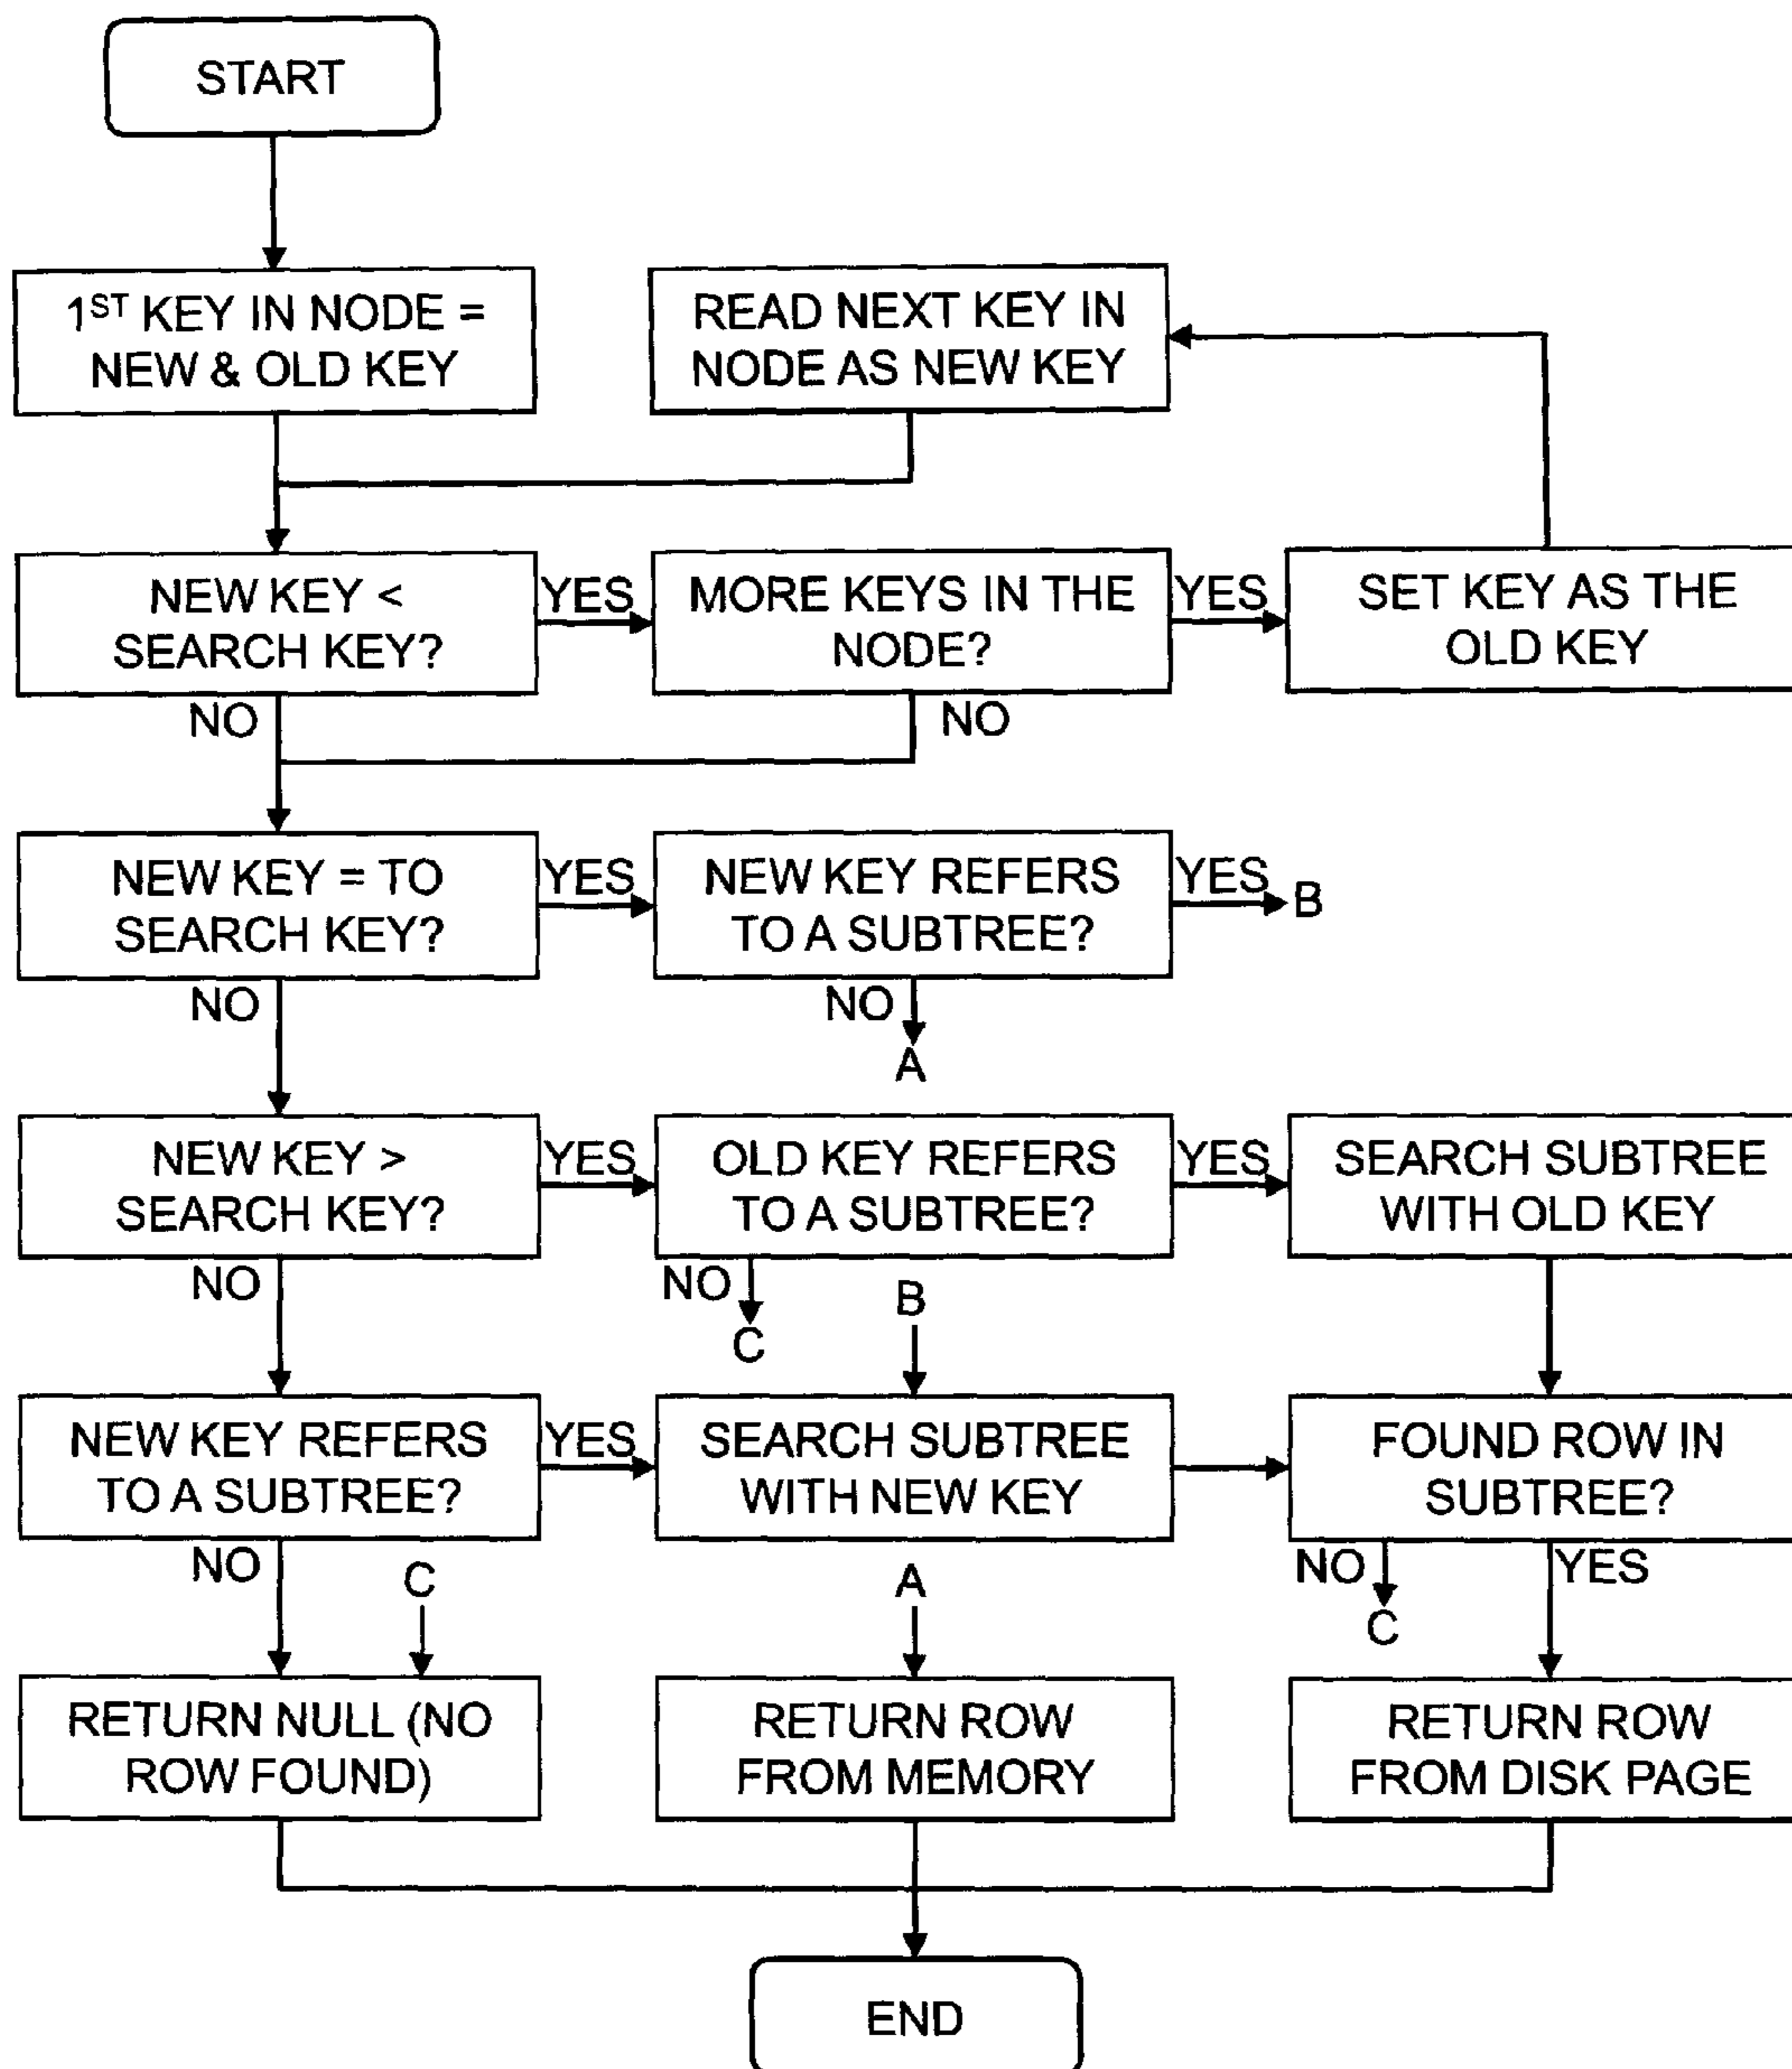 START
1ST KEY IN NODE =
NEW & OLD KEY
READ NEXT KEY IN
NODE AS NEW KEY
NEW KEY <
SEARCH KEY?
YES
MORE KEYS IN THE
NODE?
YES
SET KEY AS THE
OLD KEY
NO
NO
NEW KEY = TO
SEARCH KEY?
YES
NEW KEY REFERS
TO A SUBTREE?
YES
B
NO
NO
A
NEW KEY >
SEARCH KEY?
YES
OLD KEY REFERS
TO A SUBTREE?
YES
SEARCH SUBTREE
WITH OLD KEY
NO
NO
C
B
NEW KEY REFERS
TO A SUBTREE?
YES
SEARCH SUBTREE
WITH NEW KEY
FOUND ROW IN
SUBTREE?
NO
C
A
NO
C
YES
RETURN NULL (NO
ROW FOUND)
RETURN ROW
FROM MEMORY
RETURN ROW
FROM DISK PAGE
END